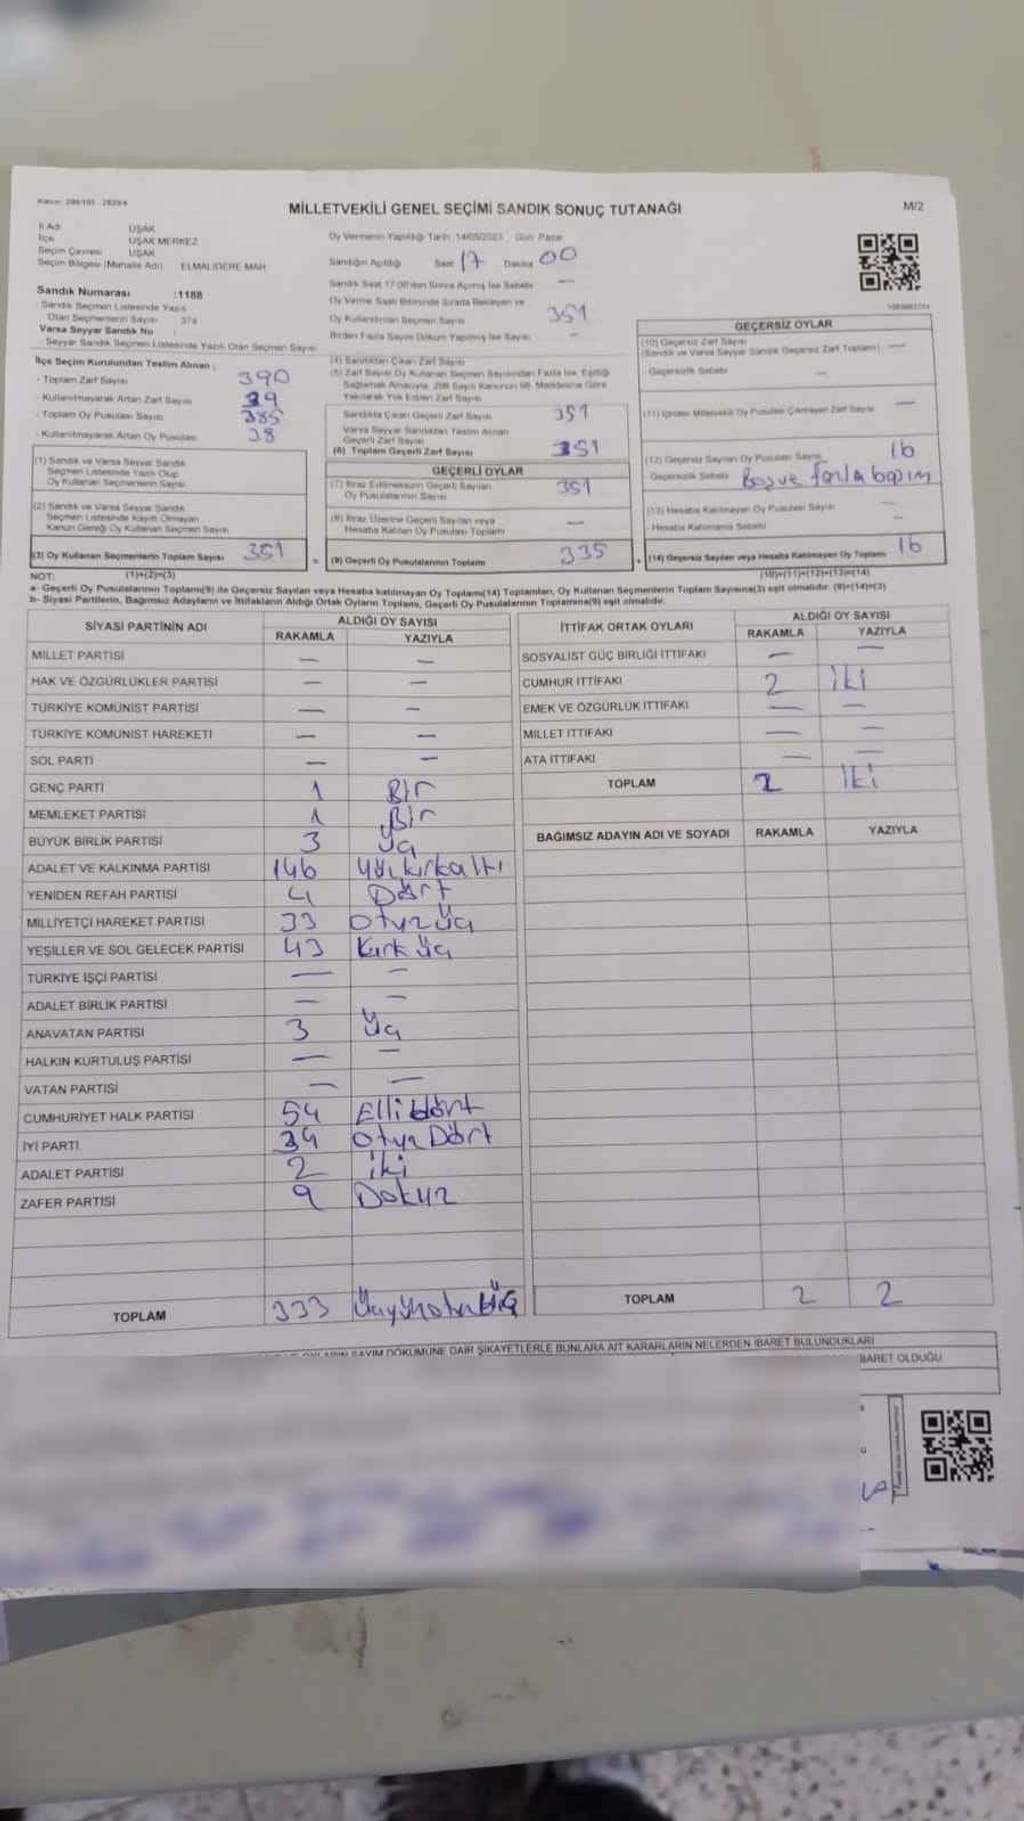 MİLLETVEKİLİ GENEL SEÇİMİ SANDIK SONUÇ TUTANAĞI
M/2
İl Adı UŞAK
İlçe UŞAK MERKEZ
Seçim Çevresi UŞAK
Seçim Bölgesi (Mahalle Adı) ELMALIDERE MAH
Sandık Numarası :1188
Sandık Seçmen Listesinde Yazılı
Olan Seçmenlerin Sayısı : 374
Varsa Seyyar Sandık No
Seyyar Sandık Seçmen Listesinde Yazılı Olan Seçmen Sayısı
Oy Vermenin Yapıldığı Tarih 14/05/2023 Gün Pazar
Sandığın Açıldığı Saat 17 Dakika 00
Sandık Saat 17.00'den Sonra Açılmış İse Sebebi —
Oy Verme Saati Bitiminde Sırada Bekleyen ve
Oy Kullandırılan Seçmen Sayısı 351
Birden Fazla Sayım Döküm Yapılmış İse Sayısı —
İlçe Seçim Kurulundan Teslim Alınan ;
- Toplam Zarf Sayısı 390
- Kullanılmayarak Artan Zarf Sayısı 39
- Toplam Oy Pusulası Sayısı 385
- Kullanılmayarak Artan Oy Pusulası 38
(1) Sandık ve Varsa Seyyar Sandık
Seçmen Listesinde Yazılı Olup
Oy Kullanan Seçmenlerin Sayısı
(2) Sandık ve Varsa Seyyar Sandık
Seçmen Listesinde Kayıtlı Olmayan
Kanun Gereği Oy Kullanan Seçmen Sayısı
(3) Oy Kullanan Seçmenlerin Toplam Sayısı 351
(4) Sandıktan Çıkan Zarf Sayısı
(5) Zarf Sayısı Oy Kullanan Seçmen Sayısından Fazla İse, Eşitliği
Sağlamak Amacıyla, 298 Sayılı Kanunun 98. Maddesine Göre
Yakılarak Yok Edilen Zarf Sayısı
Sandıkta Çıkan Geçerli Zarf Sayısı 351
Varsa Seyyar Sandıktan Teslim Alınan
Geçerli Zarf Sayısı
(6). Toplam Geçerli Zarf Sayısı 351
GEÇERLİ OYLAR
(7) İtiraz Edilmeksizin Geçerli Sayılan
Oy Pusulalarının Sayısı 351
(8) İtiraz Üzerine Geçerli Sayılan veya
Hesaba Katılan Oy Pusulası Toplamı —
(9) Geçerli Oy Pusulalarının Toplamı 335
GEÇERSİZ OYLAR
(10) Geçersiz Zarf Sayısı
(Sandık ve Varsa Seyyar Sandık Geçersiz Zarf Toplamı) —
Geçersizlik Sebebi —
(11) İçinden Milletvekili Oy Pusulası Çıkmayan Zarf Sayısı —
(12) Geçersiz Sayılan Oy Pusulası Sayısı 16
Geçersizlik Sebebi Boş ve fazla basım
(13) Hesaba Katılmayan Oy Pusulası Sayısı —
Hesaba Katılmama Sebebi —
(14) Geçersiz Sayılan veya Hesaba Katılmayan Oy Toplamı 16
NOT: (1)+(2)=(3) (10)+(11)+(12)+(13)=(14)
a- Geçerli Oy Pusulalarının Toplamı(9) ile Geçersiz Sayılan veya Hesaba katılmayan Oy Toplamı(14) Toplamları, Oy Kullanan Seçmenlerin Toplam Sayısına(3) eşit olmalıdır. (9)+(14)=(3)
b- Siyasi Partilerin, Bağımsız Adayların ve İttifakların Aldığı Ortak Oyların Toplamı, Geçerli Oy Pusulalarının Toplamına(9) eşit olmalıdır.
SİYASİ PARTİNİN ADI ALDIĞI OY SAYISI
RAKAMLA YAZIYLA
MİLLET PARTİSİ — —
HAK VE ÖZGÜRLÜKLER PARTİSİ — —
TÜRKİYE KOMÜNİST PARTİSİ — —
TÜRKİYE KOMÜNİST HAREKETİ — —
SOL PARTİ — —
GENÇ PARTİ 1 Bir
MEMLEKET PARTİSİ 1 Bir
BÜYÜK BİRLİK PARTİSİ 3 Üç
ADALET VE KALKINMA PARTİSİ 146 yüzkırkaltı
YENİDEN REFAH PARTİSİ 4 Dört
MİLLİYETÇİ HAREKET PARTİSİ 33 Otuzüç
YEŞİLLER VE SOL GELECEK PARTİSİ 43 Kırk üç
TÜRKİYE İŞÇİ PARTİSİ — —
ADALET BİRLİK PARTİSİ — —
ANAVATAN PARTİSİ 3 Üç
HALKIN KURTULUŞ PARTİSİ — —
VATAN PARTİSİ — —
CUMHURİYET HALK PARTİSİ 54 Elli dört
İYİ PARTİ 34 Otuz Dört
ADALET PARTİSİ 2 iki
ZAFER PARTİSİ 9 Dokuz
TOPLAM 333 Üçyüzotuzüç
İTTİFAK ORTAK OYLARI ALDIĞI OY SAYISI
RAKAMLA YAZIYLA
SOSYALİST GÜÇ BİRLİĞİ İTTİFAKI — —
CUMHUR İTTİFAKI 2 iki
EMEK VE ÖZGÜRLÜK İTTİFAKI — —
MİLLET İTTİFAKI — —
ATA İTTİFAKI — —
TOPLAM 2 iki
BAĞIMSIZ ADAYIN ADI VE SOYADI RAKAMLA YAZIYLA
TOPLAM 2 2
SAYIM DÖKÜMÜNE DAİR ŞİKAYETLERLE BUNLARA AİT KARARLARIN NELERDEN İBARET BULUNDUKLARI
İBARET OLDUĞU